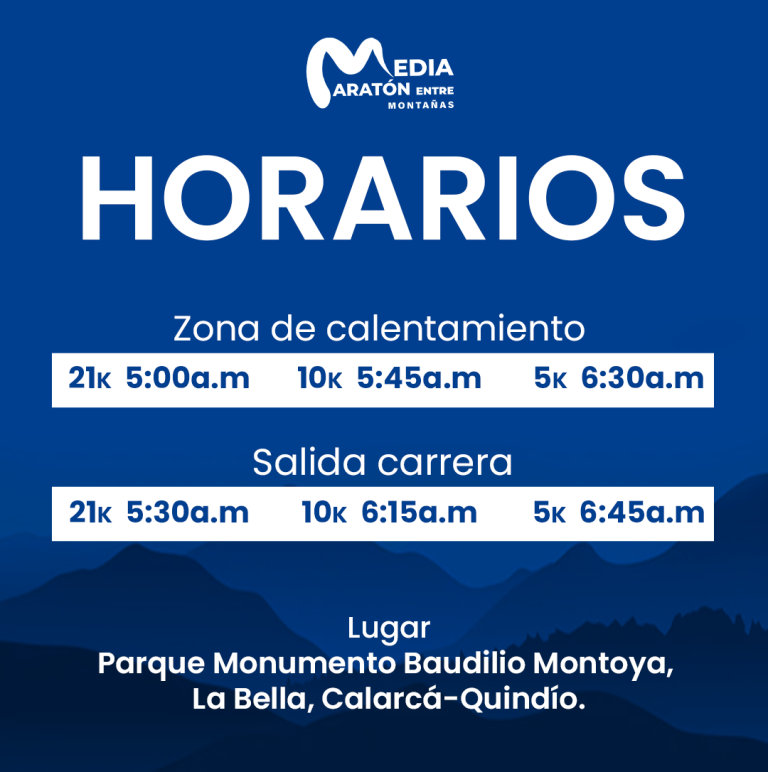 MEDIA
MARATÓN ENTRE
MONTAÑAS
HORARIOS
Zona de calentamiento
21K 5:00a.m 10K 5:45a.m 5K 6:30a.m
Salida carrera
21K 5:30a.m 10K 6:15a.m 5K 6:45a.m
Lugar
Parque Monumento Baudilio Montoya,
La Bella, Calarcá-Quindío.